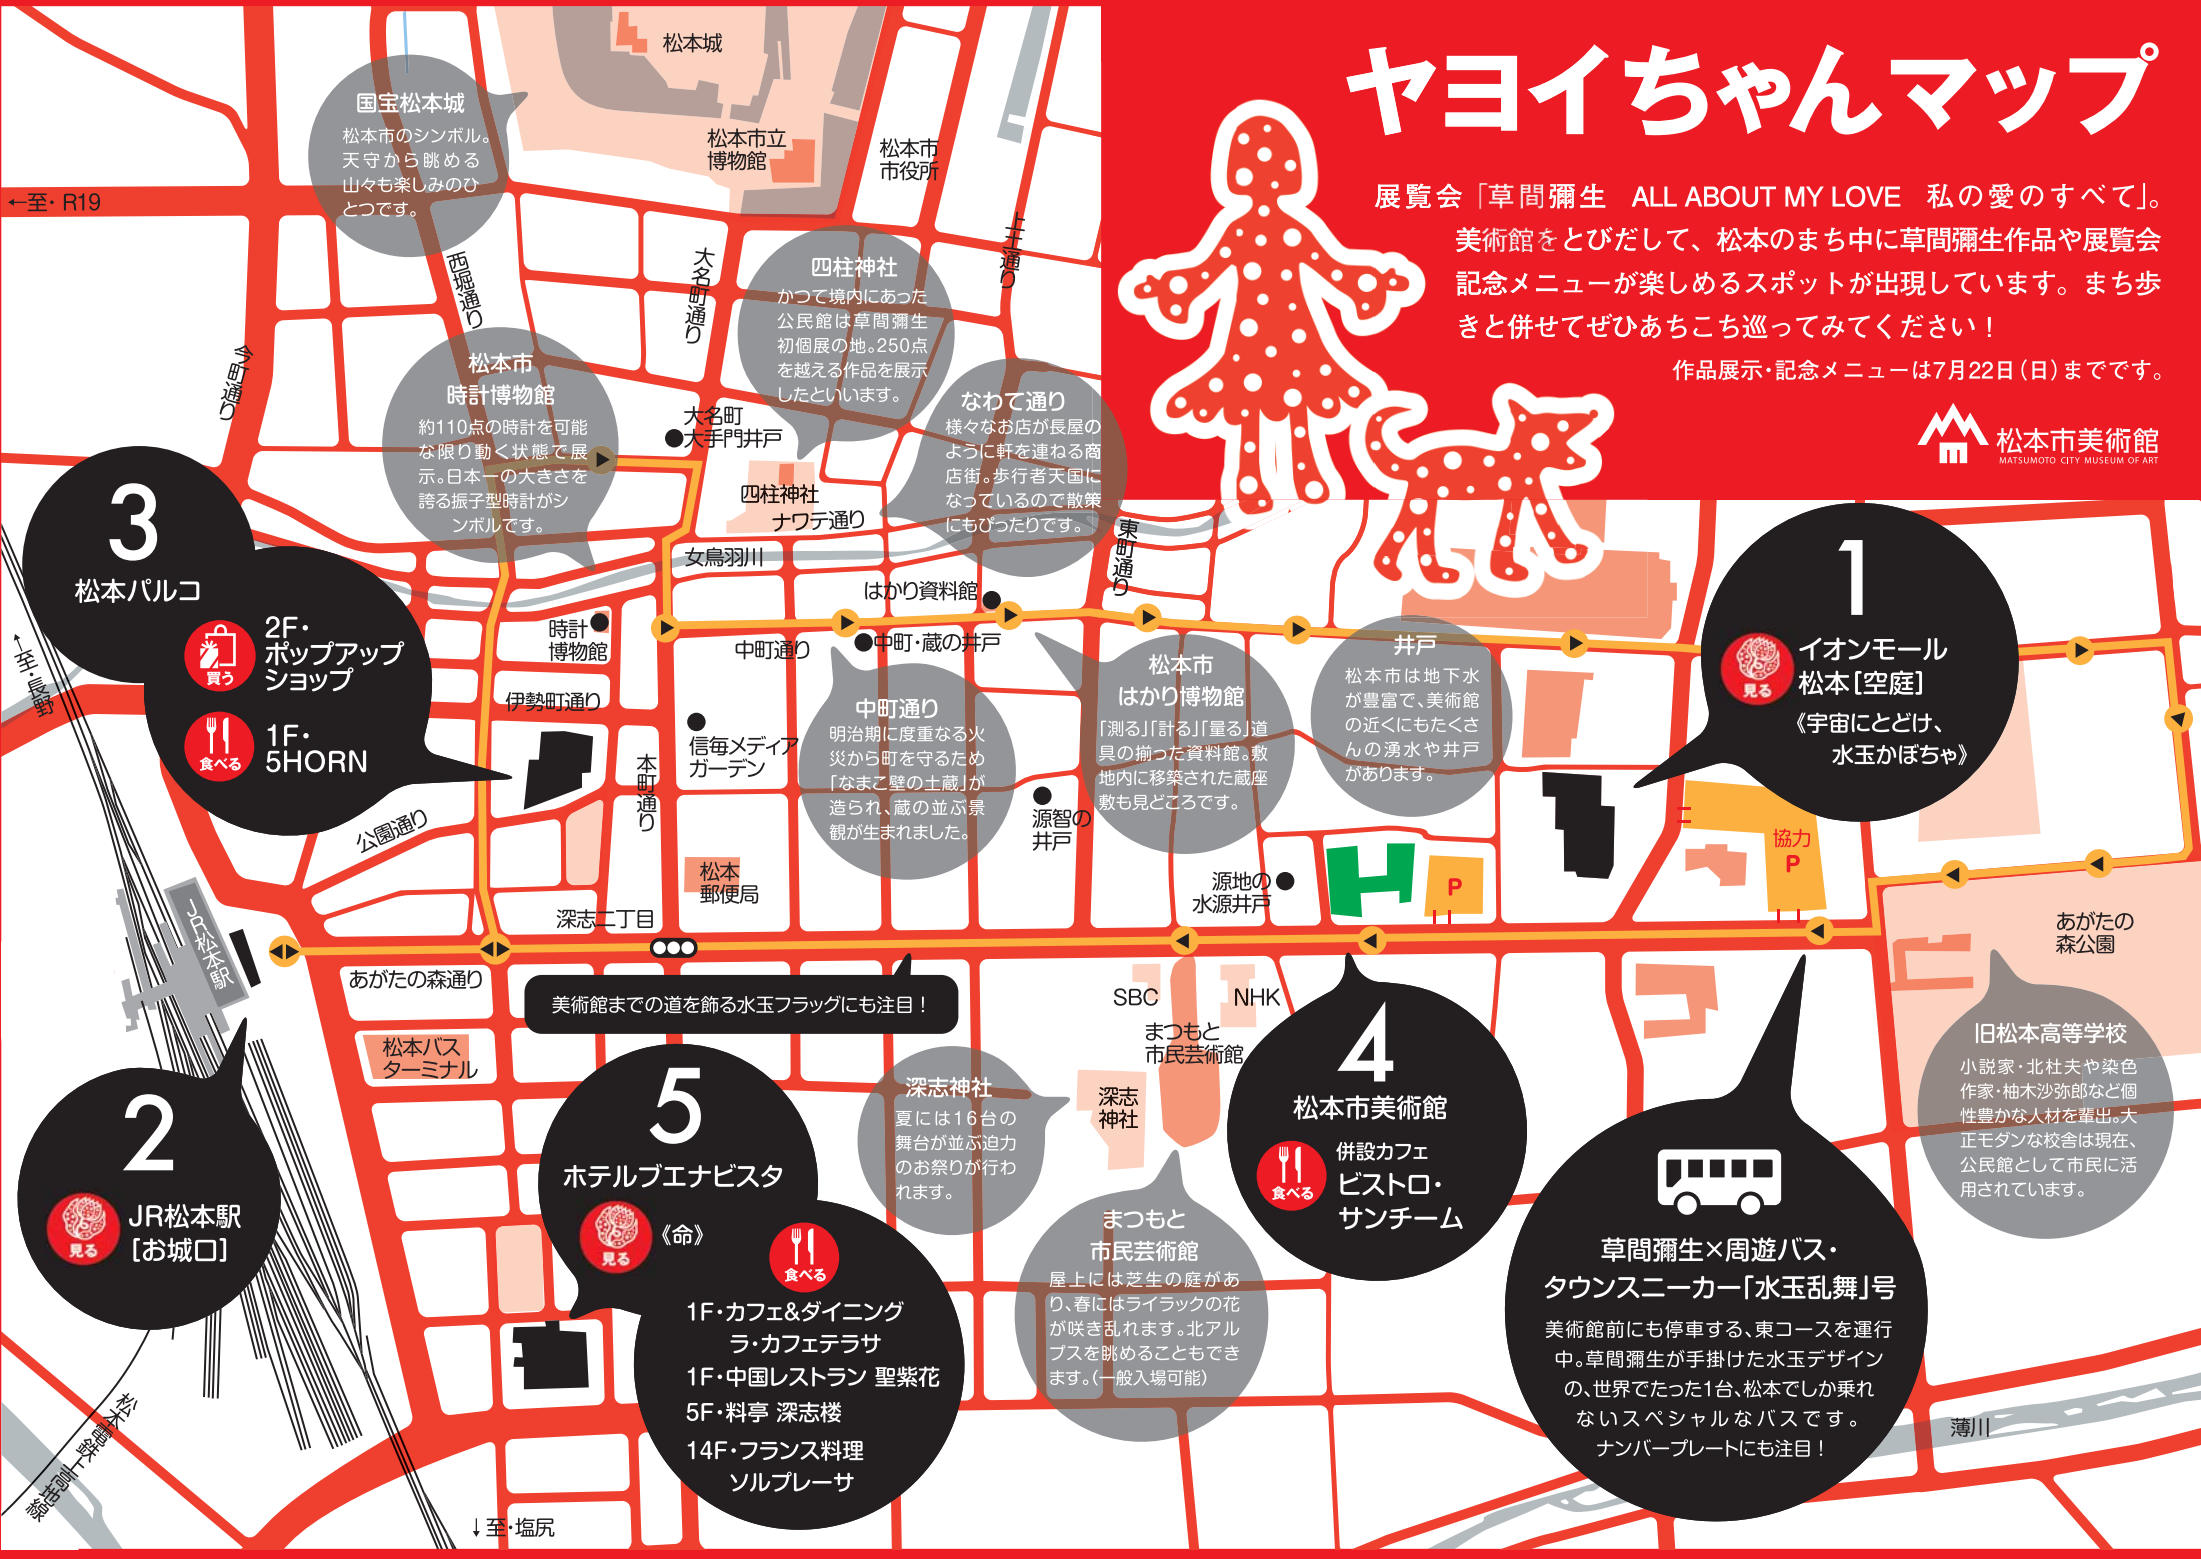 ヤヨイちゃんマップ
展覧会「草間彌生　ALL ABOUT MY LOVE　私の愛のすべて」。
美術館をとびだして、松本のまち中に草間彌生作品や展覧会
記念メニューが楽しめるスポットが出現しています。まち歩
きと併せてぜひあちこち巡ってみてください！
作品展示・記念メニューは7月22日（日）までです。
松本市美術館
MATSUMOTO CITY MUSEUM OF ART
松本城
国宝松本城
松本市のシンボル。
天守から眺める
山々も楽しみのひ
とつです。
松本市立
博物館
松本市
市役所
←至・R19
西堀通り
大名町通り
上土通り
今町通り
四柱神社
かつて境内にあった
公民館は草間彌生
初個展の地。250点
を越える作品を展示
したといいます。
松本市
時計博物館
約110点の時計を可能
な限り動く状態で展
示。日本一の大きさを
誇る振子型時計がシ
ンボルです。
大名町
大手門井戸
なわて通り
様々なお店が長屋の
ように軒を連ねる商
店街。歩行者天国に
なっているので散策
にもぴったりです。
四柱神社
ナワテ通り
女鳥羽川
東町通り
はかり資料館
時計
博物館
中町通り
中町・蔵の井戸
伊勢町通り
3
松本パルコ
買う
2F・
ポップアップ
ショップ
食べる
1F・
5HORN
↑至・長野
信毎メディア
ガーデン
本町通り
公園通り
中町通り
明治期に度重なる火
災から町を守るため
「なまこ壁の土蔵」が
造られ、蔵の並ぶ景
観が生まれました。
松本市
はかり博物館
「測る」「計る」「量る」道
具の揃った資料館。敷
地内に移築された蔵座
敷も見どころです。
井戸
松本市は地下水
が豊富で、美術館
の近くにもたくさ
んの湧水や井戸
があります。
1
見る
イオンモール
松本［空庭］
《宇宙にとどけ、
水玉かぼちゃ》
源智の
井戸
松本
郵便局
源地の
水源井戸
P
協力
P
深志二丁目
あがたの
森公園
JR松本駅
あがたの森通り
美術館までの道を飾る水玉フラッグにも注目！
SBC
NHK
まつもと
市民芸術館
松本バス
ターミナル
2
見る
JR松本駅
［お城口］
5
ホテルブエナビスタ
見る
《命》
食べる
1F・カフェ&ダイニング
ラ・カフェテラサ
1F・中国レストラン 聖紫花
5F・料亭 深志楼
14F・フランス料理
ソルプレーサ
深志神社
夏には16台の
舞台が並ぶ迫力
のお祭りが行わ
れます。
深志
神社
まつもと
市民芸術館
屋上には芝生の庭があ
り、春にはライラックの花
が咲き乱れます。北アル
プスを眺めることもでき
ます。（一般入場可能）
4
松本市美術館
食べる
併設カフェ
ビストロ・
サンチーム
草間彌生×周遊バス・
タウンスニーカー「水玉乱舞」号
美術館前にも停車する、東コースを運行
中。草間彌生が手掛けた水玉デザイン
の、世界でたった1台、松本でしか乗れ
ないスペシャルなバスです。
ナンバープレートにも注目！
旧松本高等学校
小説家・北杜夫や染色
作家・柚木沙弥郎など個
性豊かな人材を輩出。大
正モダンな校舎は現在、
公民館として市民に活
用されています。
薄川
松本電鉄上高地線
↓至・塩尻